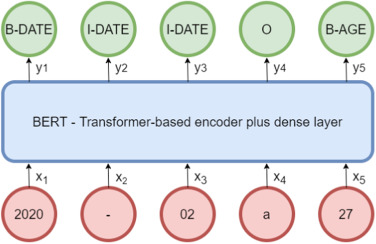 B-DATE I-DATE I-DATE O B-AGE
y1 y2 y3 y4 y5
BERT - Transformer-based encoder plus dense layer
x1 x2 x3 x4 x5
2020 - 02 a 27